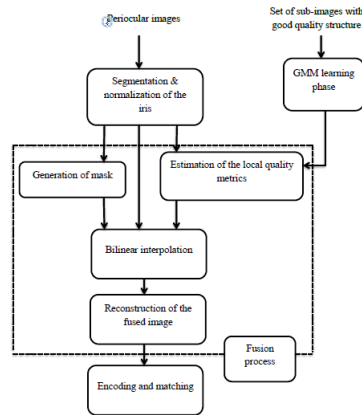 Periocular images
Set of sub-images with
good quality structure
Segmentation &
normalization of the
iris
GMM learning
phase
Generation of mask
Estimation of the local quality
metrics
Bilinear interpolation
Reconstruction of the
fused image
Fusion
process
Encoding and matching